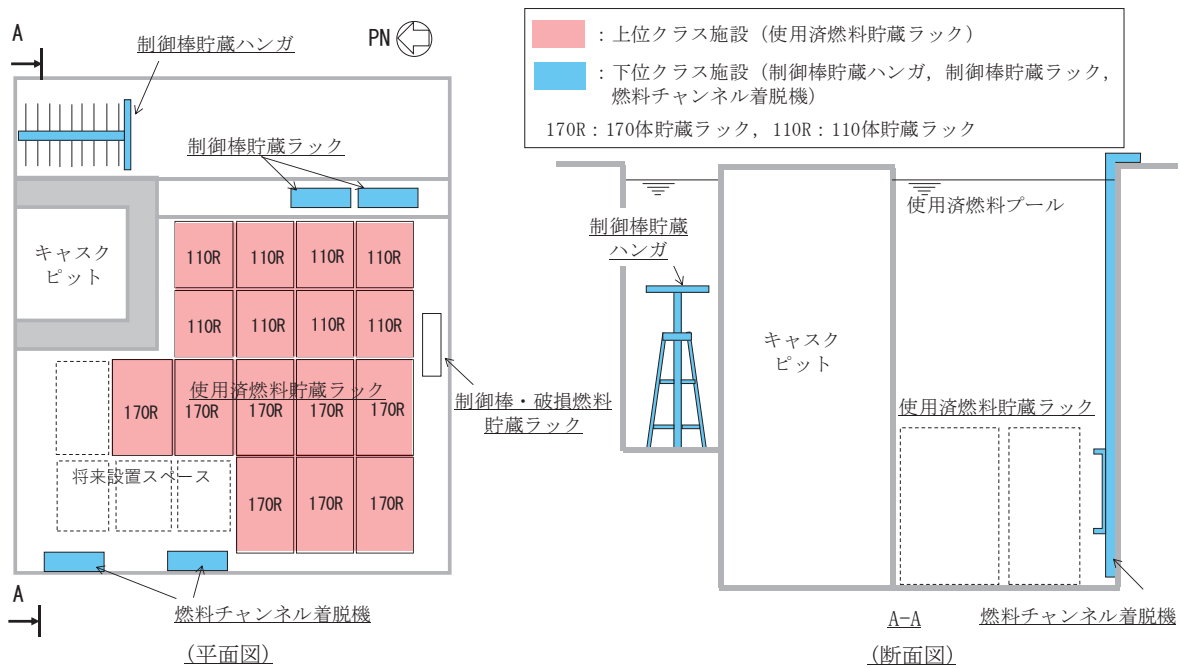 A
制御棒貯蔵ハンガ
PN
制御棒貯蔵ラック
キャスク
ピット
110R 110R 110R 110R
110R 110R 110R 110R
使用済燃料貯蔵ラック
170R 170R 170R 170R 170R
制御棒・破損燃料
貯蔵ラック
将来設置スペース
170R 170R 170R
A
燃料チャンネル着脱機
(平面図)
:上位クラス施設(使用済燃料貯蔵ラック)
:下位クラス施設(制御棒貯蔵ハンガ,制御棒貯蔵ラック,
燃料チャンネル着脱機)
170R:170体貯蔵ラック,110R:110体貯蔵ラック
使用済燃料プール
制御棒貯蔵
ハンガ
キャスク
ピット
使用済燃料貯蔵ラック
A-A
燃料チャンネル着脱機
(断面図)